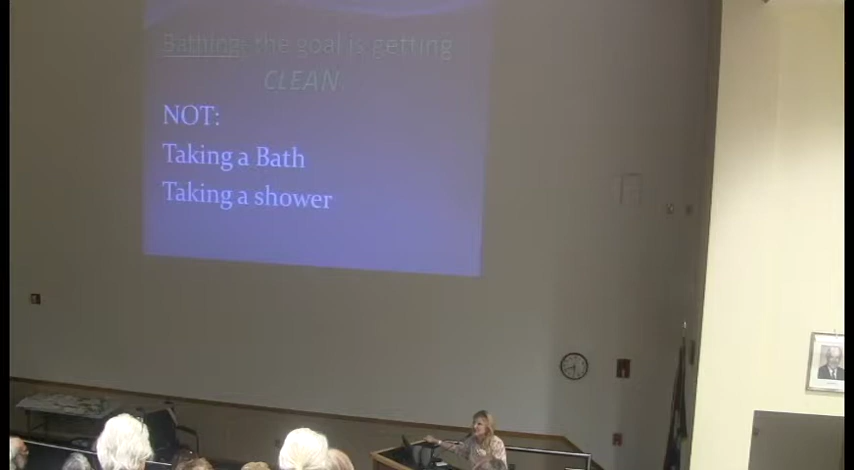 Bathing: the goal is getting
CLEAN.
NOT:
Taking a Bath
Taking a shower